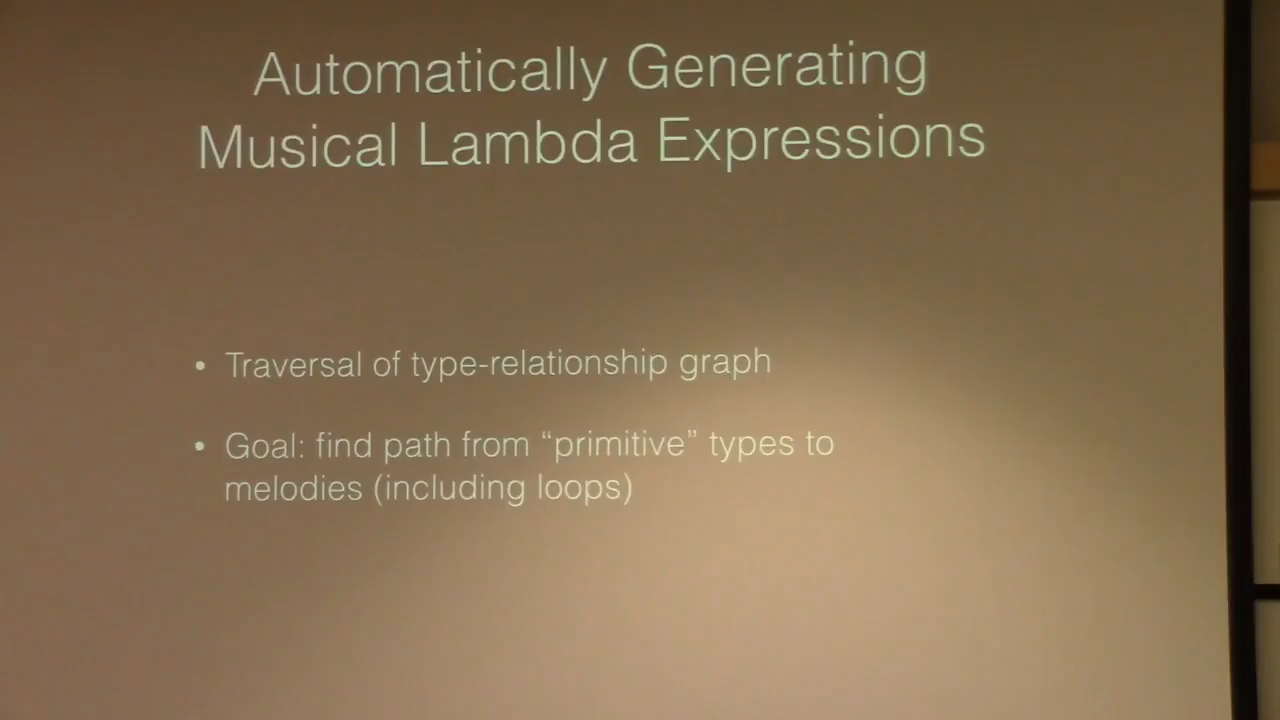 Automatically Generating
Musical Lambda Expressions
• Traversal of type-relationship graph
• Goal: find path from “primitive” types to
melodies (including loops)